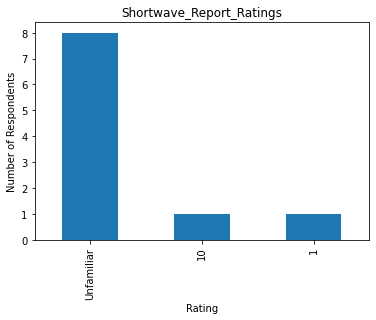 Shortwave_Report_Ratings
Number of Respondents
8
7
6
5
4
3
2
1
0
Unfamiliar
10
1
Rating